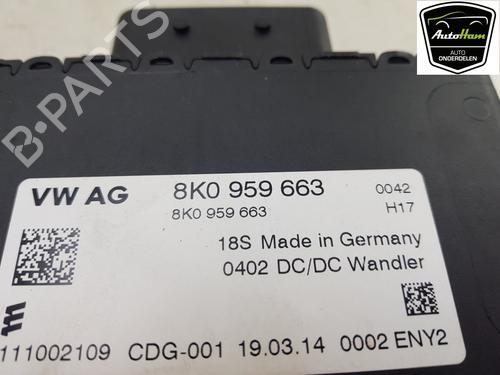 AutoHam
AUTO
ONDERDELEN
B-PARTS
VW AG
8K0 959 663
0042
8K0 959 663
H17
18S Made in Germany
0402 DC/DC Wandler
111002109 CDG-001 19.03.14 0002 ENY2